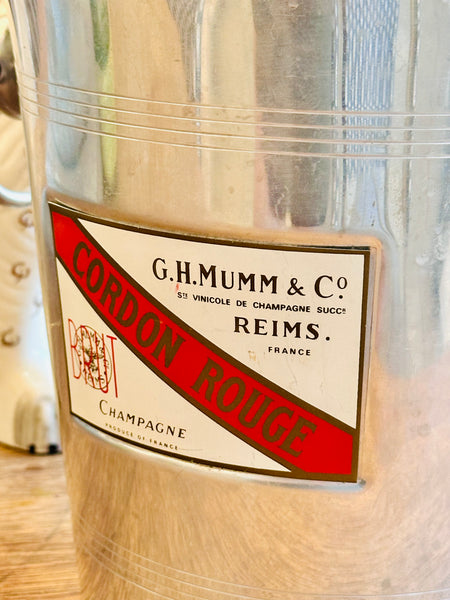 G.H.MUMM & Cº
Sté VINICOLE DE CHAMPAGNE SUCCR
REIMS.
FRANCE
CORDON ROUGE
BRUT
CHAMPAGNE
PRODUCE OF FRANCE